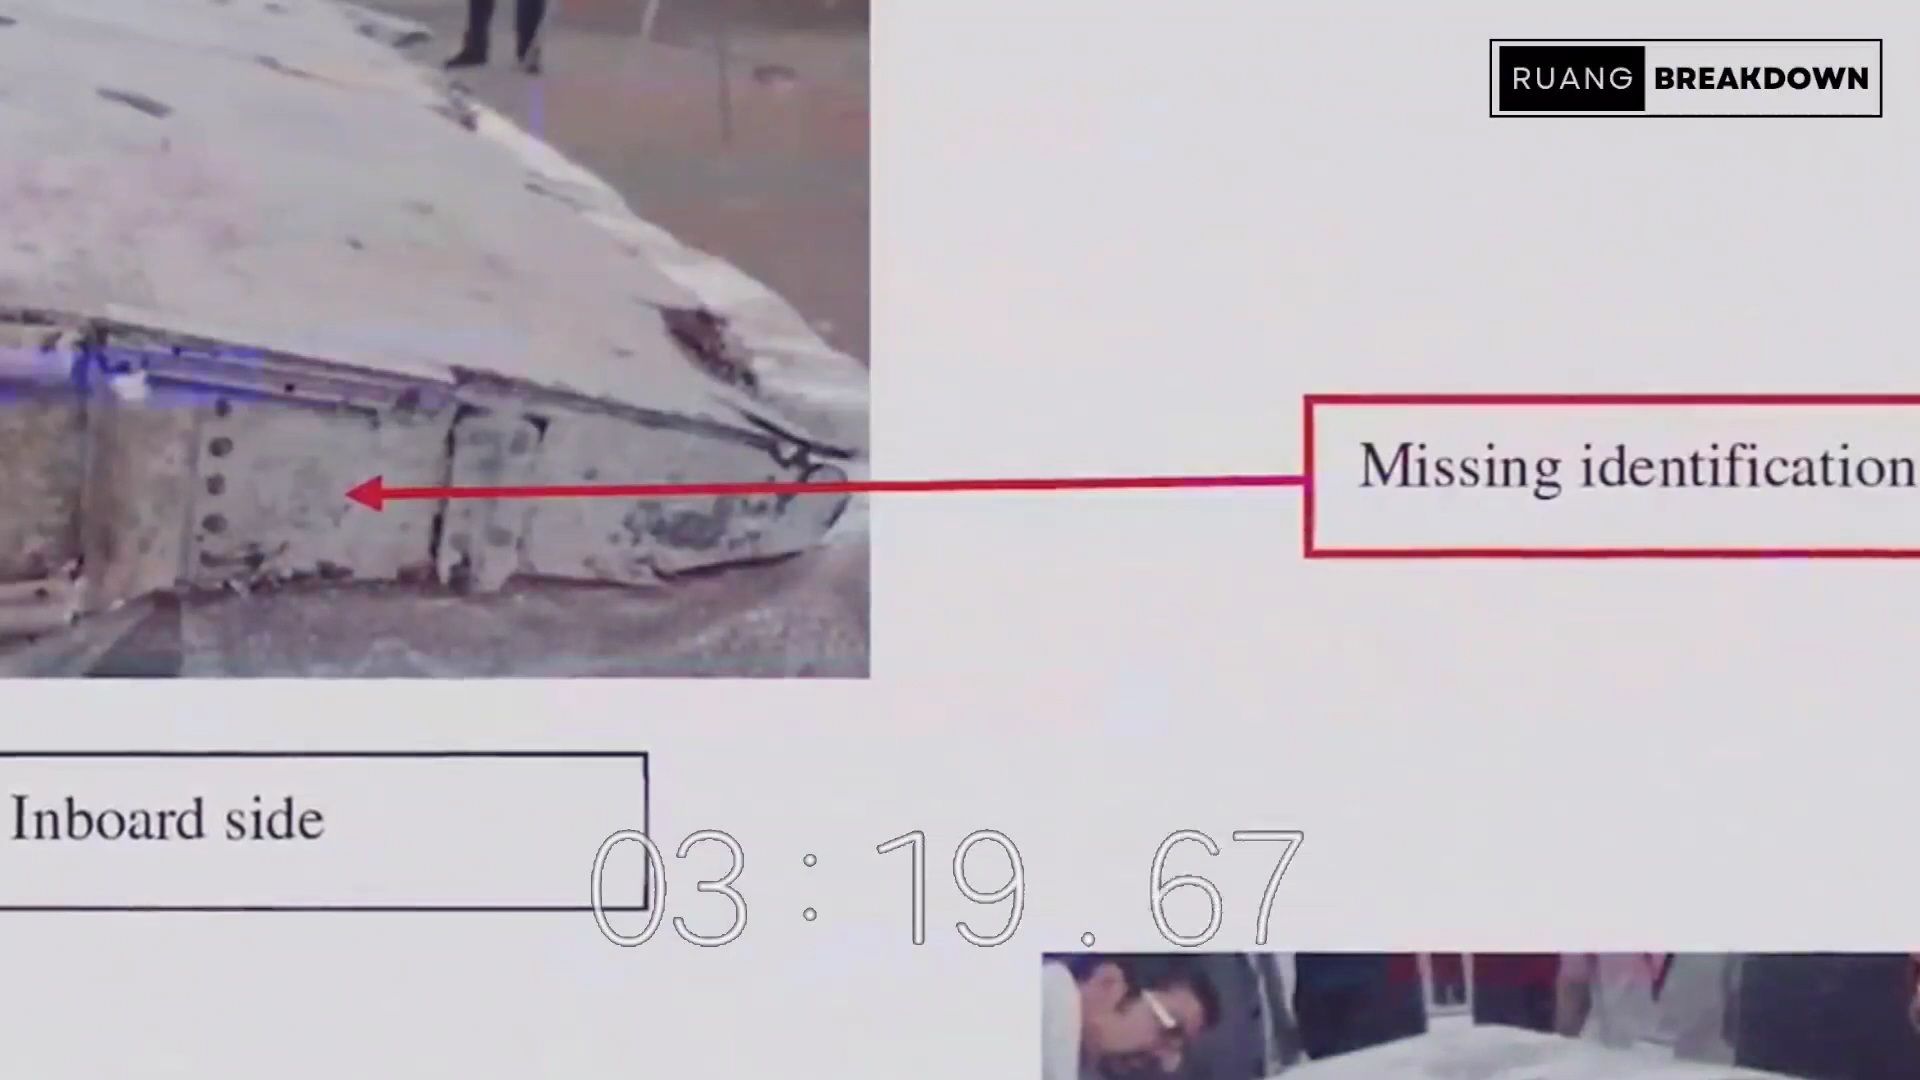 RUANG BREAKDOWN
Missing identification
Inboard side
03 : 19 . 67